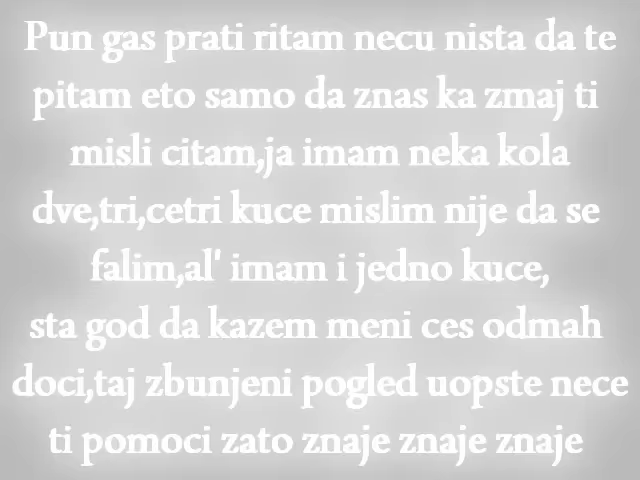 Pun gas prati ritam necu nista da te
pitam eto samo da znas ka zmaj ti
misli citam,ja imam neka kola
dve,tri,cetri kuce mislim nije da se
falim,al' imam i jedno kuce,
sta god da kazem meni ces odmah
doci,taj zbunjeni pogled uopste nece
ti pomoci zato znaje znaje znaje